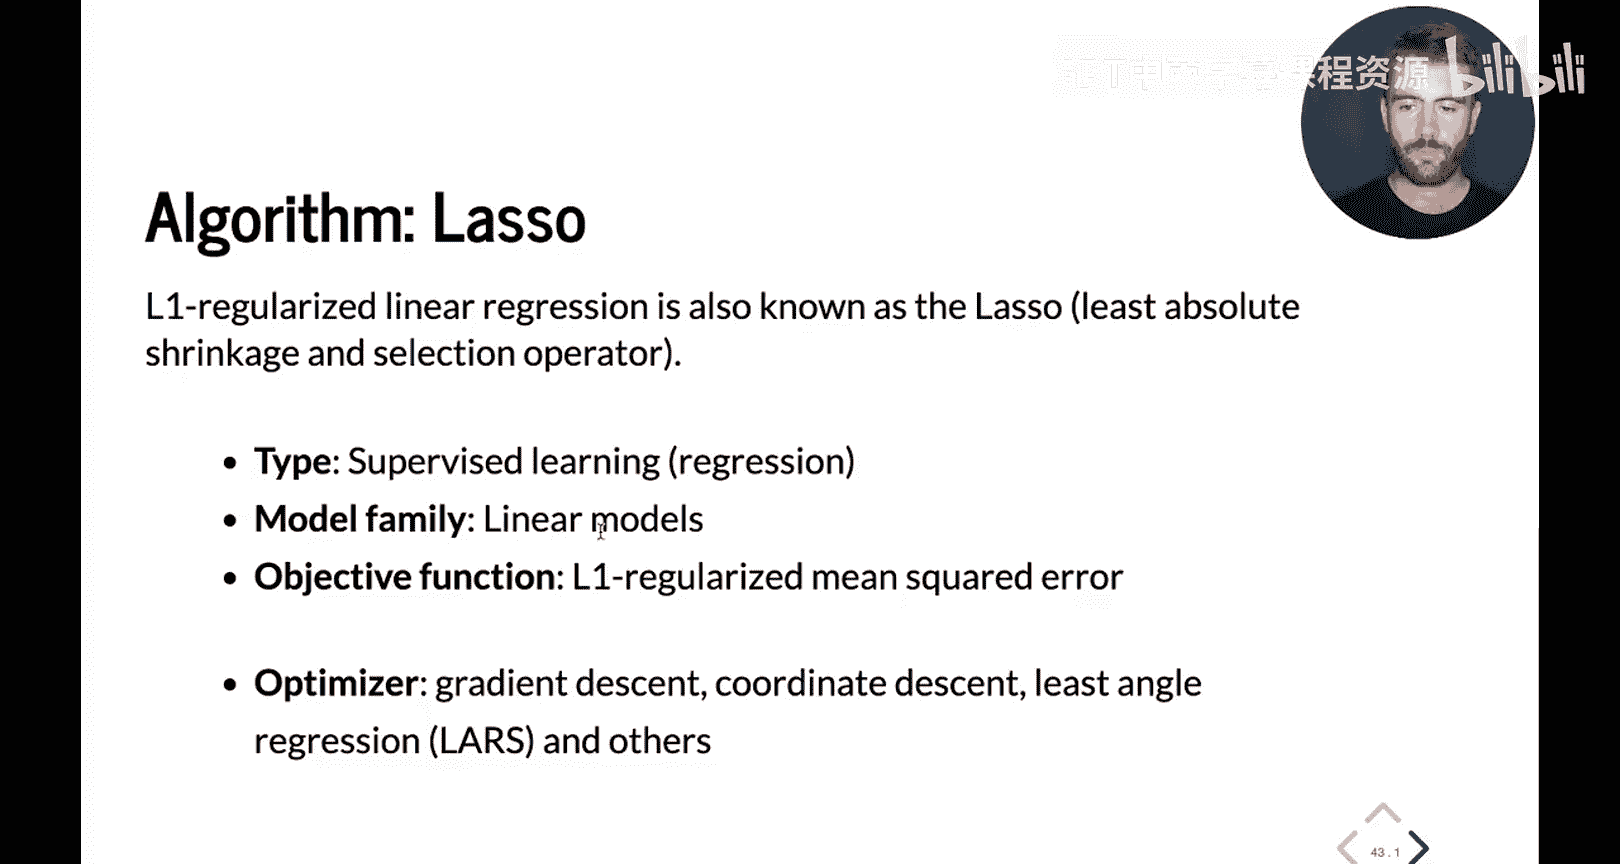 程资源 bilibili
Algorithm: Lasso
L1-regularized linear regression is also known as the Lasso (least absolute
shrinkage and selection operator).
• Type: Supervised learning (regression)
• Model family: Linear models
• Objective function: L1-regularized mean squared error
• Optimizer: gradient descent, coordinate descent, least angle
regression (LARS) and others
43.1